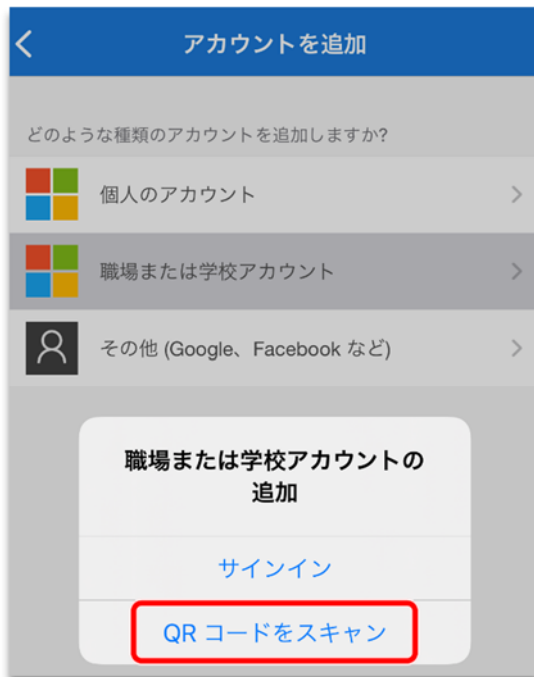 アカウントを追加
どのような種類のアカウントを追加しますか?
個人のアカウント
職場または学校アカウント
その他 (Google、Facebook など)
職場または学校アカウントの
追加
サインイン
QR コードをスキャン